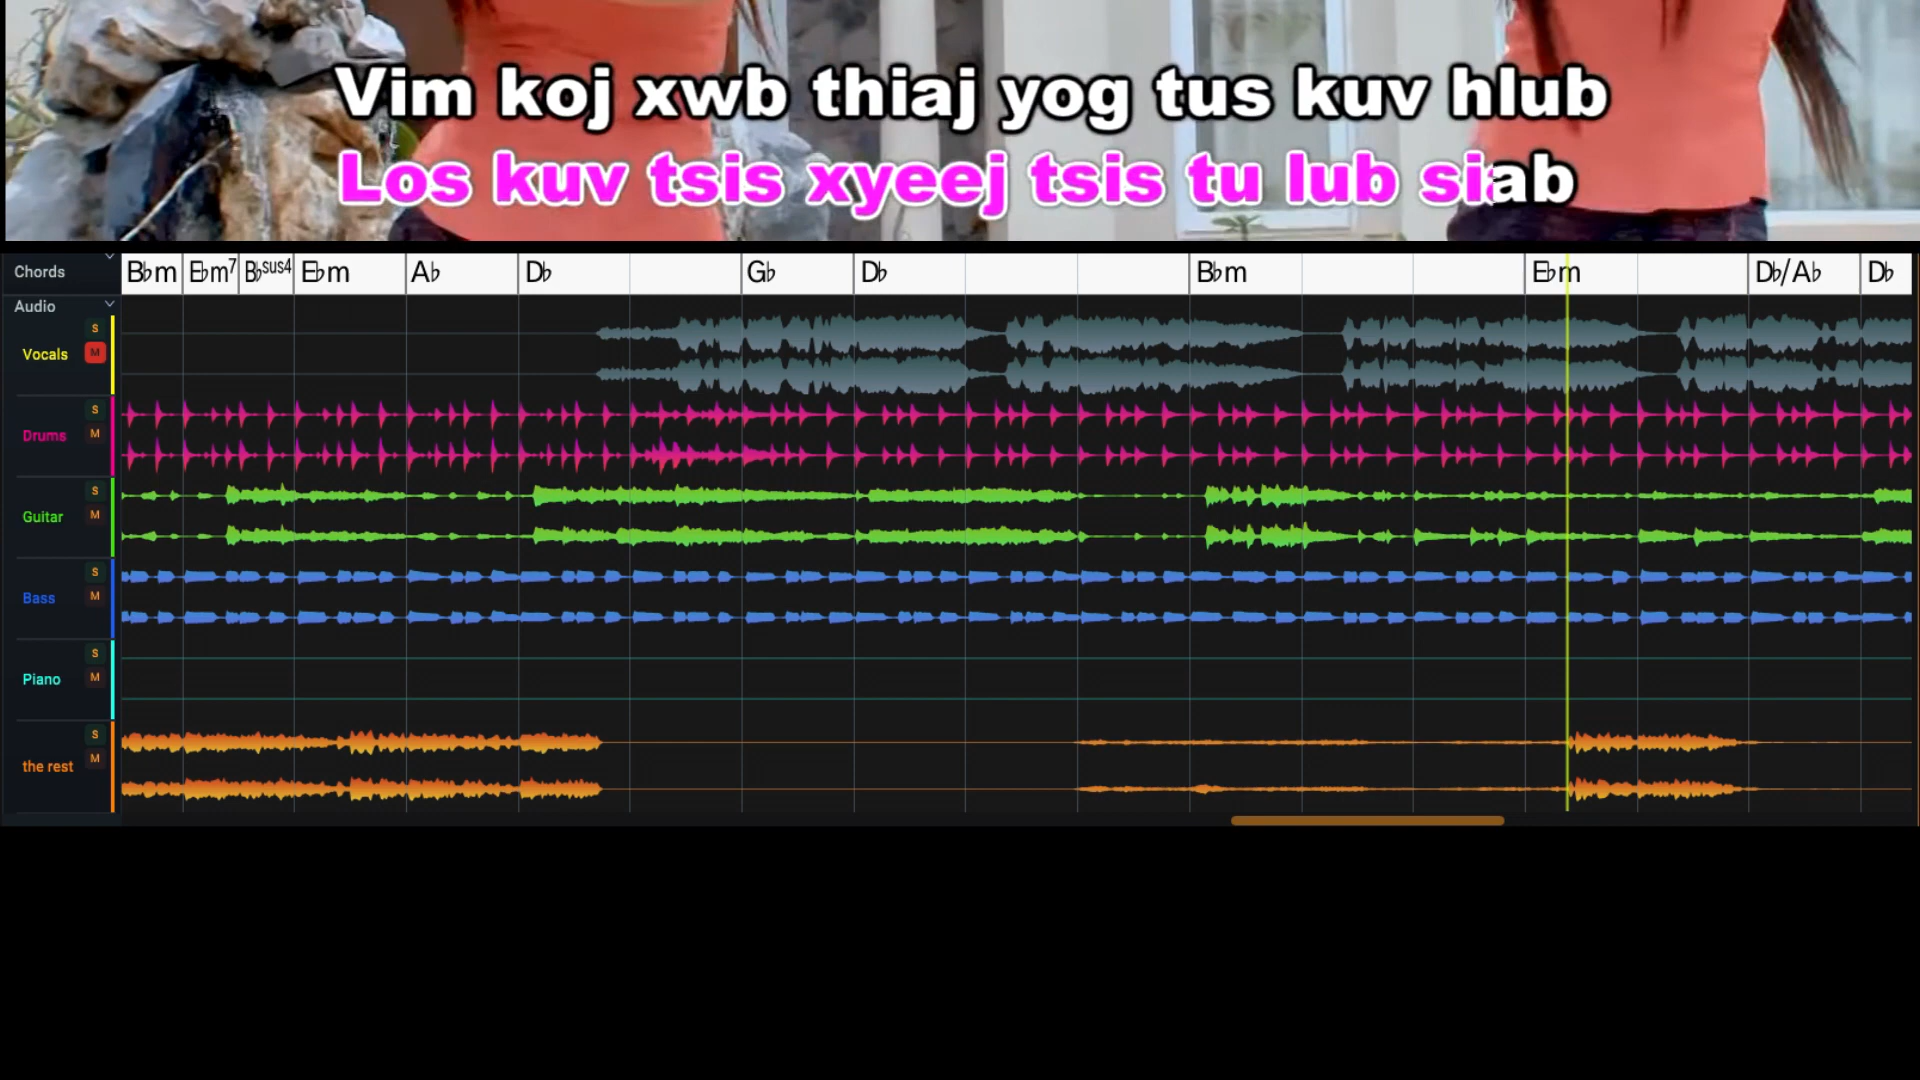 Vim koj xwb thiaj yog tus kuv hlub
Los kuv tsis xyeej tsis tu lub siab
Chords B♭m E♭m7 B♭sus4 E♭m A♭ D♭ G♭ D♭ B♭m E♭m D♭/A♭ D♭
Audio
S
Vocals M
S
Drums M
S
Guitar M
S
Bass M
S
Piano M
S
the rest M